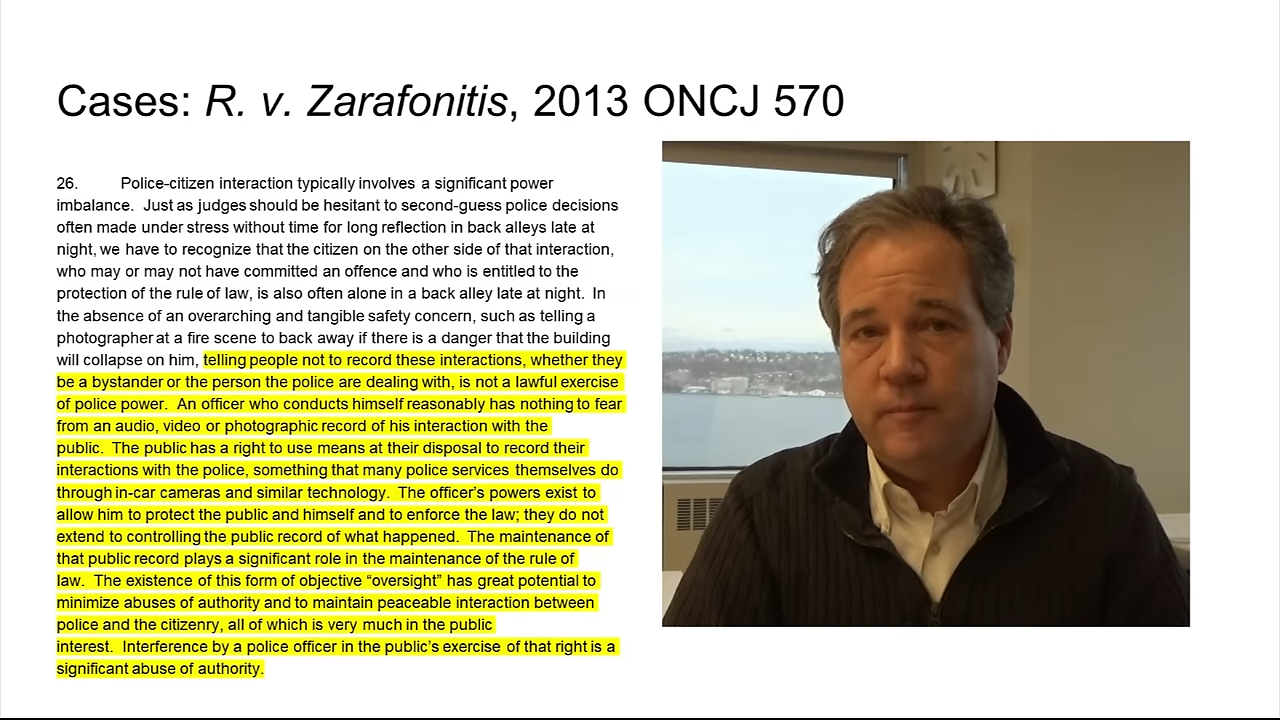 Cases: R. v. Zarafonitis, 2013 ONCJ 570
26. Police-citizen interaction typically involves a significant power
imbalance. Just as judges should be hesitant to second-guess police decisions
often made under stress without time for long reflection in back alleys late at
night, we have to recognize that the citizen on the other side of that interaction,
who may or may not have committed an offence and who is entitled to the
protection of the rule of law, is also often alone in a back alley late at night. In
the absence of an overarching and tangible safety concern, such as telling a
photographer at a fire scene to back away if there is a danger that the building
will collapse on him, telling people not to record these interactions, whether they
be a bystander or the person the police are dealing with, is not a lawful exercise
of police power. An officer who conducts himself reasonably has nothing to fear
from an audio, video or photographic record of his interaction with the
public. The public has a right to use means at their disposal to record their
interactions with the police, something that many police services themselves do
through in-car cameras and similar technology. The officer's powers exist to
allow him to protect the public and himself and to enforce the law; they do not
extend to controlling the public record of what happened. The maintenance of
that public record plays a significant role in the maintenance of the rule of
law. The existence of this form of objective “oversight” has great potential to
minimize abuses of authority and to maintain peaceable interaction between
police and the citizenry, all of which is very much in the public
interest. Interference by a police officer in the public's exercise of that right is a
significant abuse of authority.